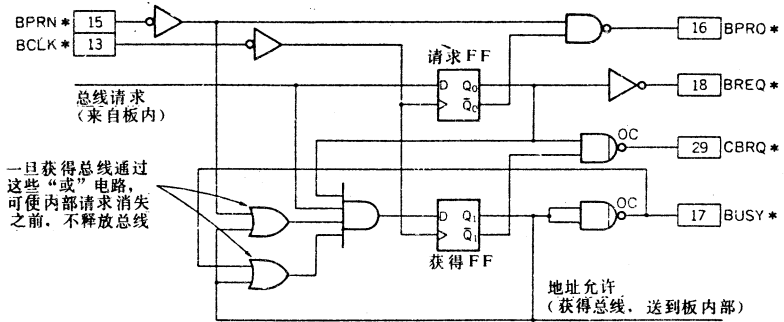 BPRN* 15
BCLK* 13
16 BPRO*
请求FF
D Q₀
Q̄₀
18 BREQ*
总线请求
(来自板内)
OC
29 CBRQ*
一旦获得总线通过
这些“或”电路，
可使内部请求消失
之前，不释放总线
D Q₁
Q̄₁
获得FF
OC
17 BUSY*
地址允许
(获得总线，送到板内部)